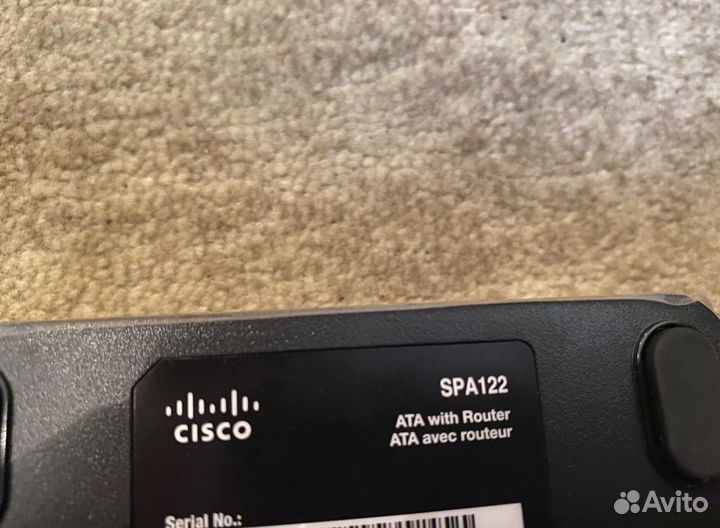 SPA122
CISCO
ATA with Router
ATA avec routeur
Serial No.:
Avito